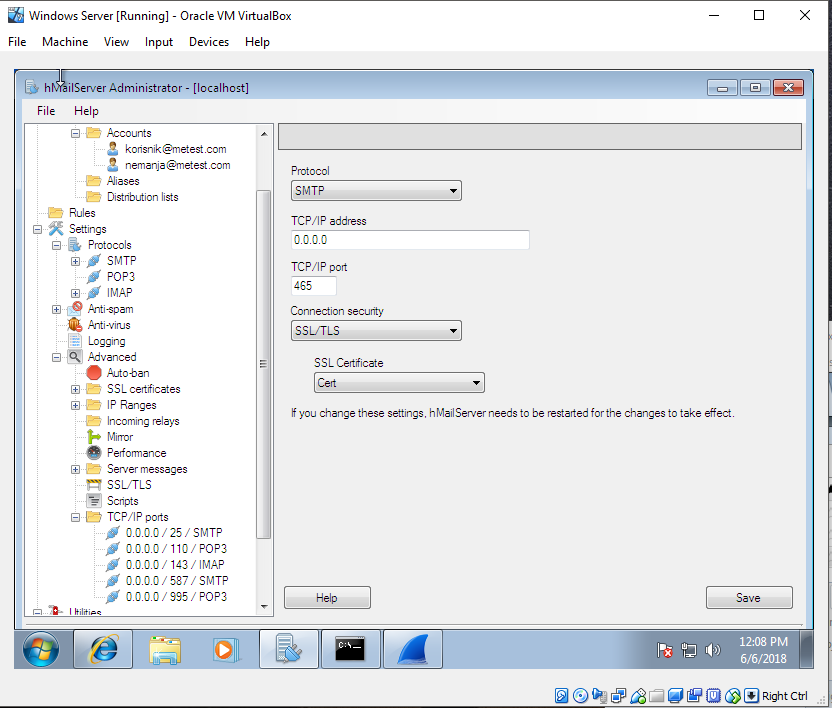 Windows Server [Running] - Oracle VM VirtualBox
File Machine View Input Devices Help
hMailServer Administrator - [localhost]
File Help
Accounts
korisnik@metest.com
nemanja@metest.com
Aliases
Distribution lists
Rules
Settings
Protocols
SMTP
POP3
IMAP
Anti-spam
Anti-virus
Logging
Advanced
Auto-ban
SSL certificates
IP Ranges
Incoming relays
Mirror
Performance
Server messages
SSL/TLS
Scripts
TCP/IP ports
0.0.0.0 / 25 / SMTP
0.0.0.0 / 110 / POP3
0.0.0.0 / 143 / IMAP
0.0.0.0 / 587 / SMTP
0.0.0.0 / 995 / POP3
Utilities
Protocol
SMTP
TCP/IP address
0.0.0.0
TCP/IP port
465
Connection security
SSL/TLS
SSL Certificate
Cert
If you change these settings, hMailServer needs to be restarted for the changes to take effect.
Help
Save
C:\
12:08 PM
6/6/2018
Right Ctrl